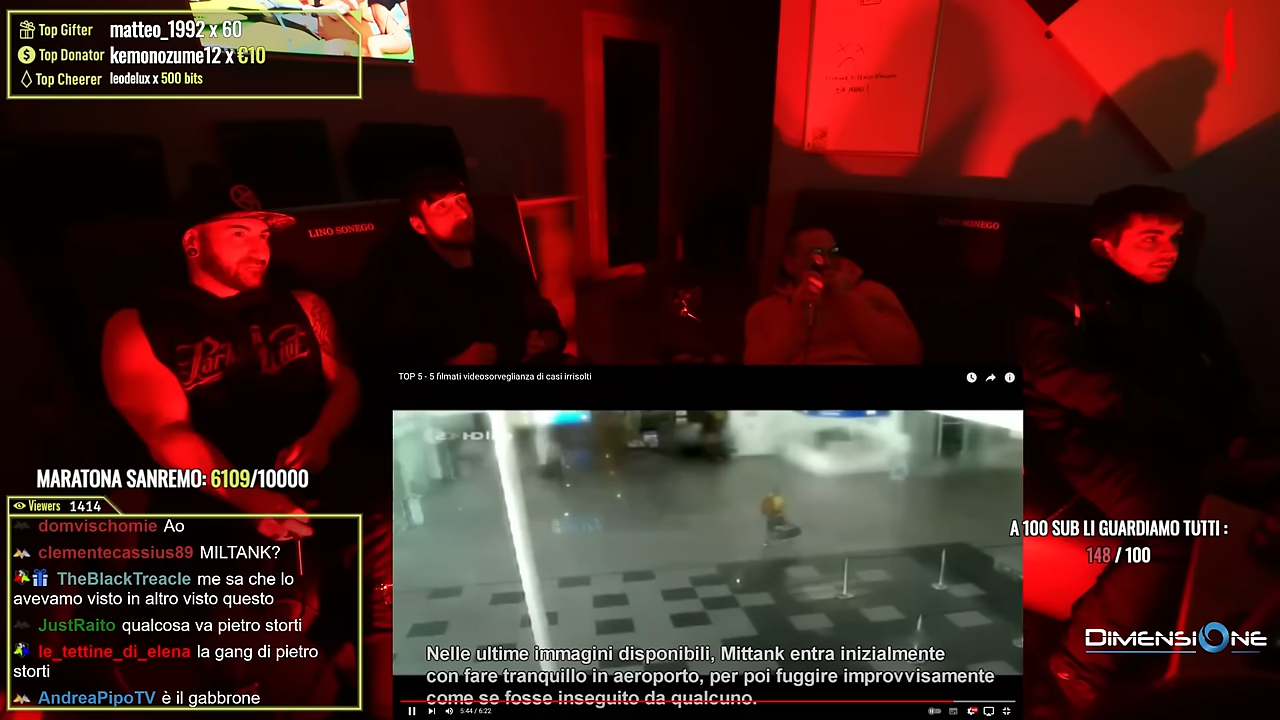 Top Gifter matteo_1992 x 60
Top Donator kemonozume12 x €10
Top Cheerer leodelux x 500 bits
LINO SONEGO
LINO SONEGO
TOP 5 - 5 filmati videosorveglianza di casi irrisolti
MARATONA SANREMO: 6109/10000
Viewers 1414
domvischomie Ao
clementecassius89 MILTANK?
TheBlackTreacle me sa che lo
avevamo visto in altro visto questo
JustRaito qualcosa va pietro storti
le_tettine_di_elena la gang di pietro
storti
AndreaPipoTV è il gabbrone
Nelle ultime immagini disponibili, Mittank entra inizialmente
con fare tranquillo in aeroporto, per poi fuggire improvvisamente
come se fosse inseguito da qualcuno.
5:44 / 6:22
A 100 SUB LI GUARDIAMO TUTTI :
148 / 100
DIMENSIONE